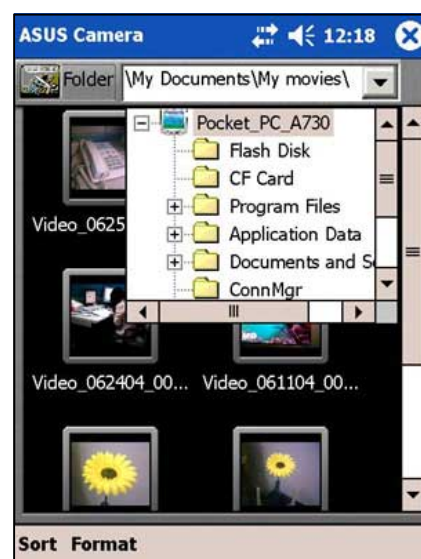 ASUS Camera 12:18
Folder \My Documents\My movies\
Pocket_PC_A730
Flash Disk
CF Card
Program Files
Application Data
Documents and S
ConnMgr
Video_0625
Video_062404_00... Video_061104_00...
Sort Format